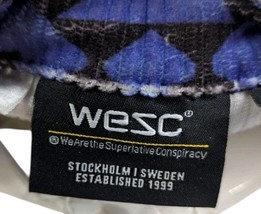 wesc®
®WeAretheSuperlativeConspiracy
STOCKHOLM | SWEDEN
ESTABLISHED 1999